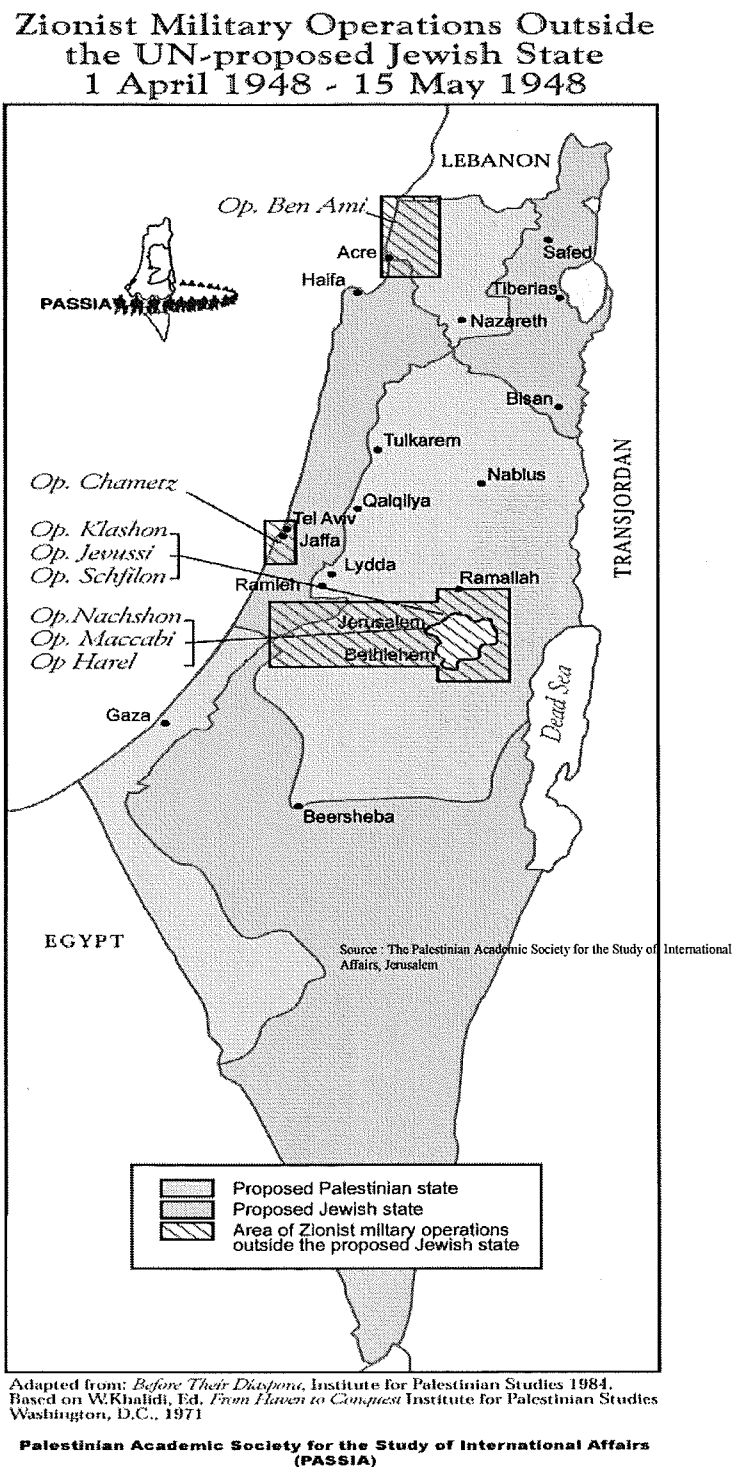 Zionist Military Operations Outside
the UN-proposed Jewish State
1 April 1948 - 15 May 1948
LEBANON
Op. Ben Ami
Acre
Safed
Haifa
Tiberias
PASSIA
Nazareth
Bisan
Tulkarem
TRANSJORDAN
Op. Chametz
Nablus
Qalqilya
Tel Aviv
Jaffa
Op. Klashon
Op. Jevussi
Op. Schfilon
Lydda
Ramleh
Ramallah
Op.Nachshon
Op. Maccabi
Op Harel
Jerusalem
Bethlehem
Gaza
Dead Sea
Beersheba
EGYPT
Source : The Palestinian Academic Society for the Study of International
Affairs, Jerusalem
Proposed Palestinian state
Proposed Jewish state
Area of Zionist military operations
outside the proposed Jewish state
Adapted from: Before Their Diaspora, Institute for Palestinian Studies 1984.
Based on W.Khalidi, Ed. From Haven to Conquest Institute for Palestinian Studies
Washington, D.C., 1971
Palestinian Academic Society for the Study of International Affairs
(PASSIA)